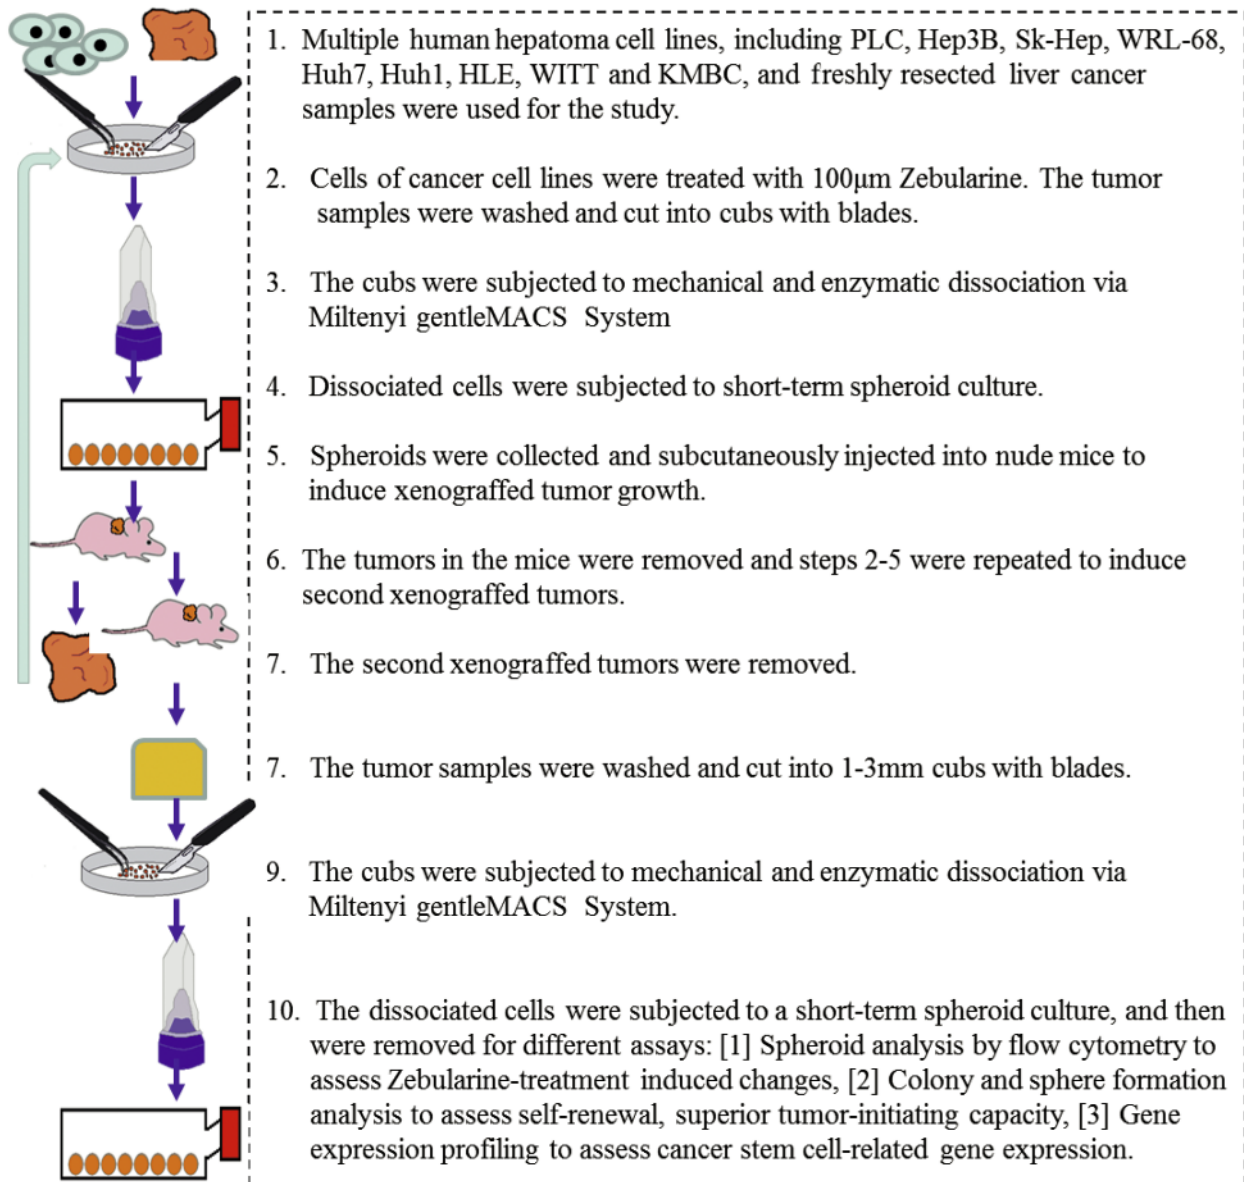 1. Multiple human hepatoma cell lines, including PLC, Hep3B, Sk-Hep, WRL-68,
Huh7, Huh1, HLE, WITT and KMBC, and freshly resected liver cancer
samples were used for the study.
2. Cells of cancer cell lines were treated with 100μm Zebularine. The tumor
samples were washed and cut into cubs with blades.
3. The cubs were subjected to mechanical and enzymatic dissociation via
Miltenyi gentleMACS System
4. Dissociated cells were subjected to short-term spheroid culture.
5. Spheroids were collected and subcutaneously injected into nude mice to
induce xenograffed tumor growth.
6. The tumors in the mice were removed and steps 2-5 were repeated to induce
second xenograffed tumors.
7. The second xenograffed tumors were removed.
7. The tumor samples were washed and cut into 1-3mm cubs with blades.
9. The cubs were subjected to mechanical and enzymatic dissociation via
Miltenyi gentleMACS System.
10. The dissociated cells were subjected to a short-term spheroid culture, and then
were removed for different assays: [1] Spheroid analysis by flow cytometry to
assess Zebularine-treatment induced changes, [2] Colony and sphere formation
analysis to assess self-renewal, superior tumor-initiating capacity, [3] Gene
expression profiling to assess cancer stem cell-related gene expression.